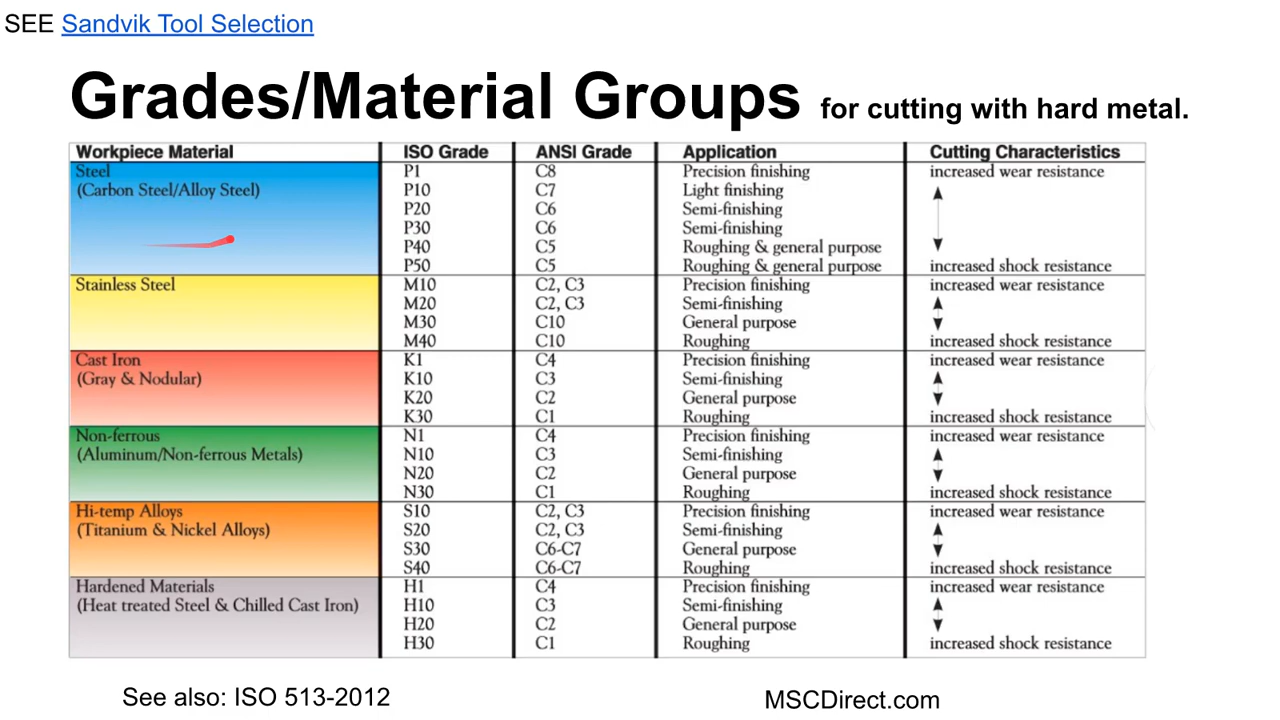 SEE Sandvik Tool Selection
Grades/Material Groups for cutting with hard metal.
Workpiece Material ISO Grade ANSI Grade Application Cutting Characteristics
Steel P1 C8 Precision finishing increased wear resistance
(Carbon Steel/Alloy Steel) P10 C7 Light finishing
P20 C6 Semi-finishing
P30 C6 Semi-finishing
P40 C5 Roughing & general purpose
P50 C5 Roughing & general purpose increased shock resistance
Stainless Steel M10 C2, C3 Precision finishing increased wear resistance
M20 C2, C3 Semi-finishing
M30 C10 General purpose
M40 C10 Roughing increased shock resistance
Cast Iron K1 C4 Precision finishing increased wear resistance
(Gray & Nodular) K10 C3 Semi-finishing
K20 C2 General purpose
K30 C1 Roughing increased shock resistance
Non-ferrous N1 C4 Precision finishing increased wear resistance
(Aluminum/Non-ferrous Metals) N10 C3 Semi-finishing
N20 C2 General purpose
N30 C1 Roughing increased shock resistance
Hi-temp Alloys S10 C2, C3 Precision finishing increased wear resistance
(Titanium & Nickel Alloys) S20 C2, C3 Semi-finishing
S30 C6-C7 General purpose
S40 C6-C7 Roughing increased shock resistance
Hardened Materials H1 C4 Precision finishing increased wear resistance
(Heat treated Steel & Chilled Cast Iron) H10 C3 Semi-finishing
H20 C2 General purpose
H30 C1 Roughing increased shock resistance
See also: ISO 513-2012 MSCDirect.com